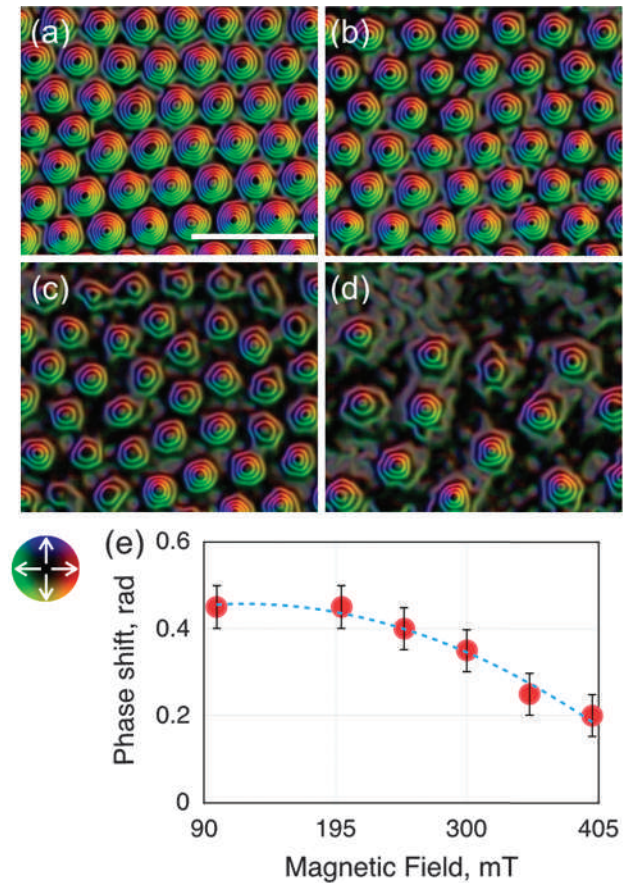 (a)
(b)
(c)
(d)
(e)
0.6
0.4
0.2
0
Phase shift, rad
90
195
300
405
Magnetic Field, mT